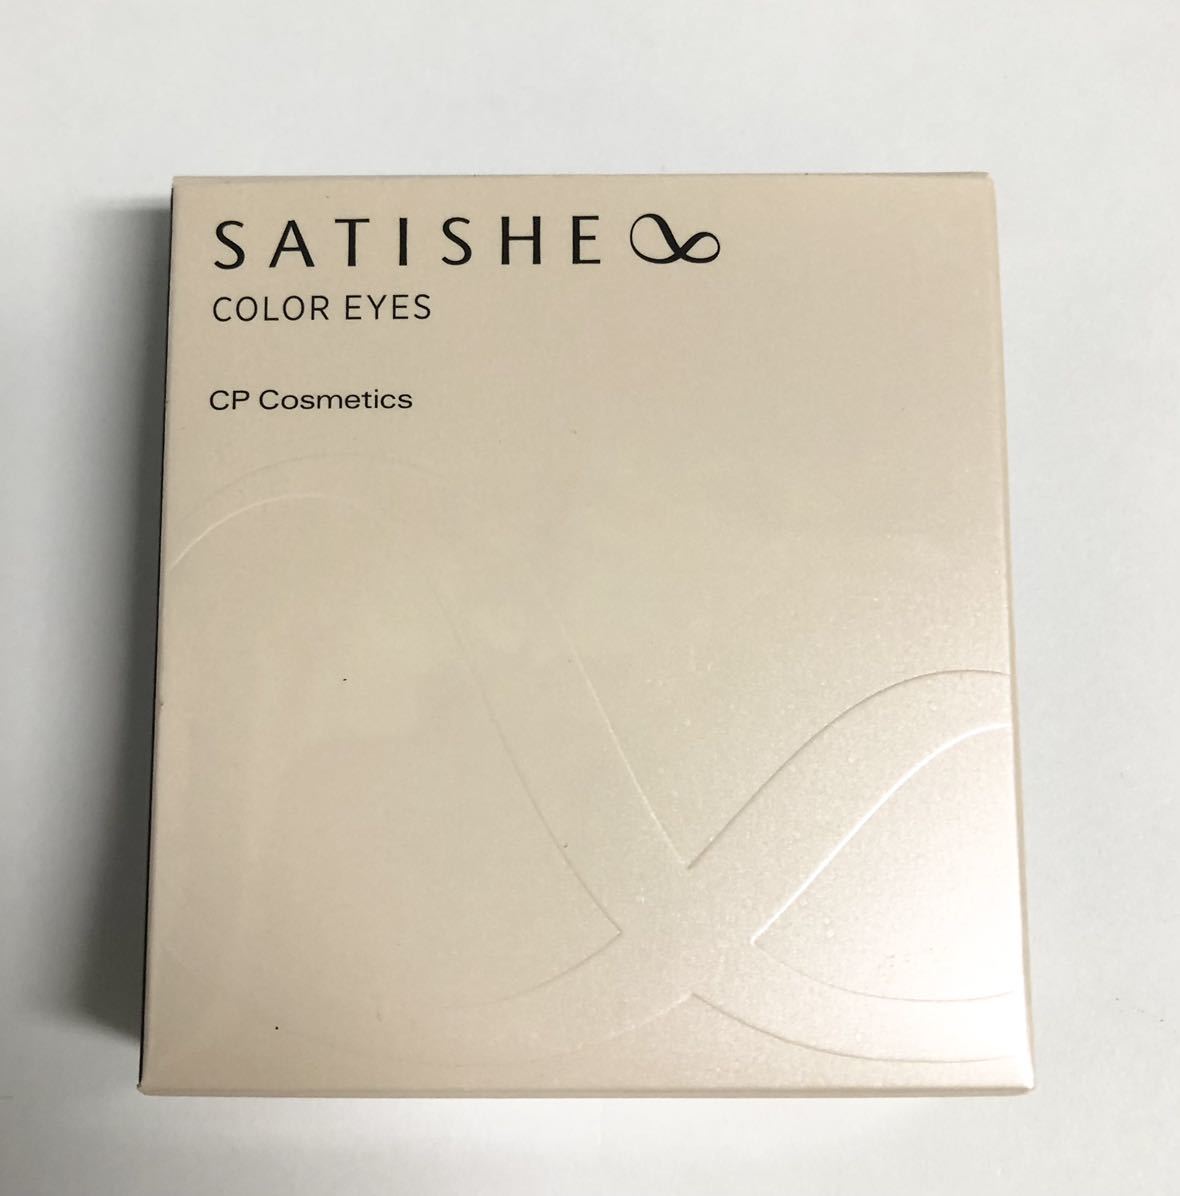 SATISHE
COLOR EYES
CP Cosmetics